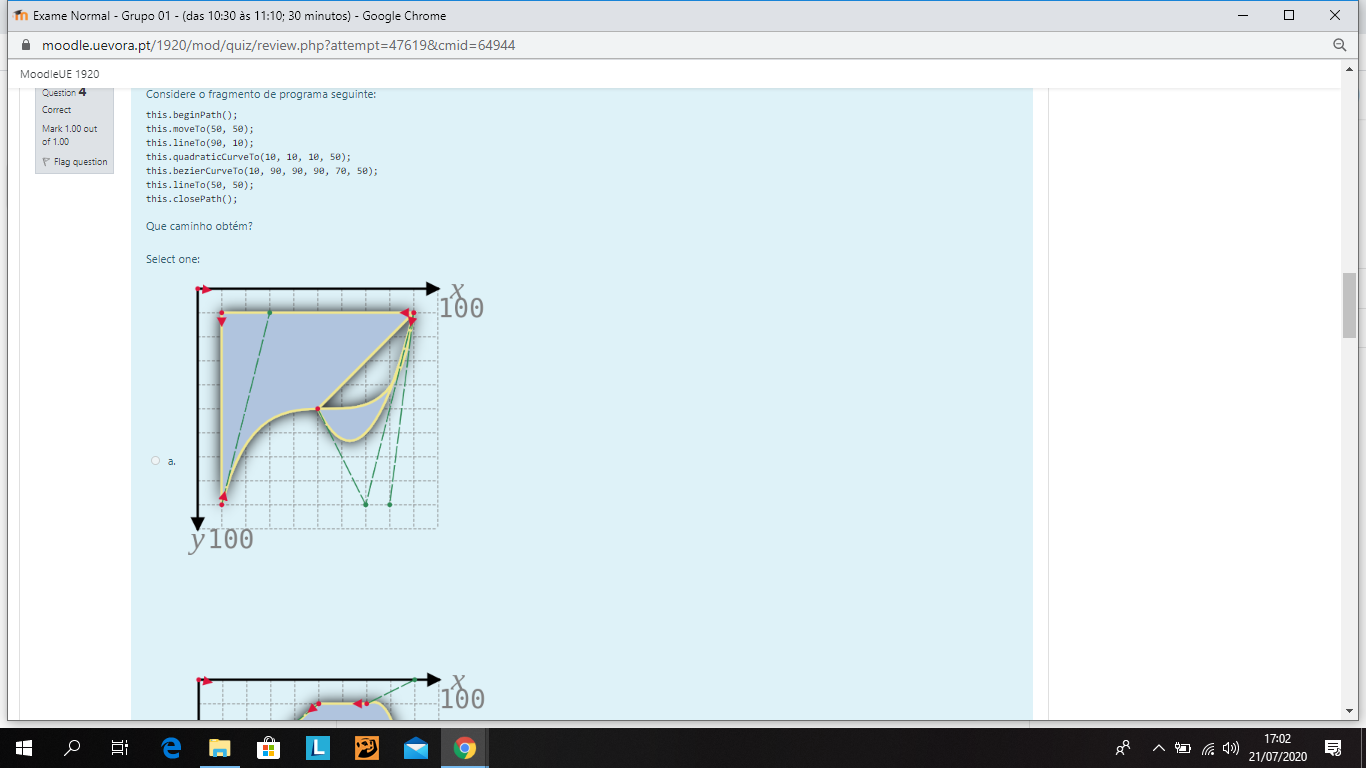 Exame Normal - Grupo 01 - (das 10:30 às 11:10; 30 minutos) - Google Chrome
moodle.uevora.pt/1920/mod/quiz/review.php?attempt=47619&cmid=64944
MoodleUE 1920
Question 4
Correct
Mark 1.00 out
of 1.00
Flag question
Considere o fragmento de programa seguinte:
this.beginPath();
this.moveTo(50, 50);
this.lineTo(90, 10);
this.quadraticCurveTo(10, 10, 10, 50);
this.bezierCurveTo(10, 90, 90, 90, 70, 50);
this.lineTo(50, 50);
this.closePath();
Que caminho obtém?
Select one:
x
100
a.
y 100
x
100
17:02
21/07/2020